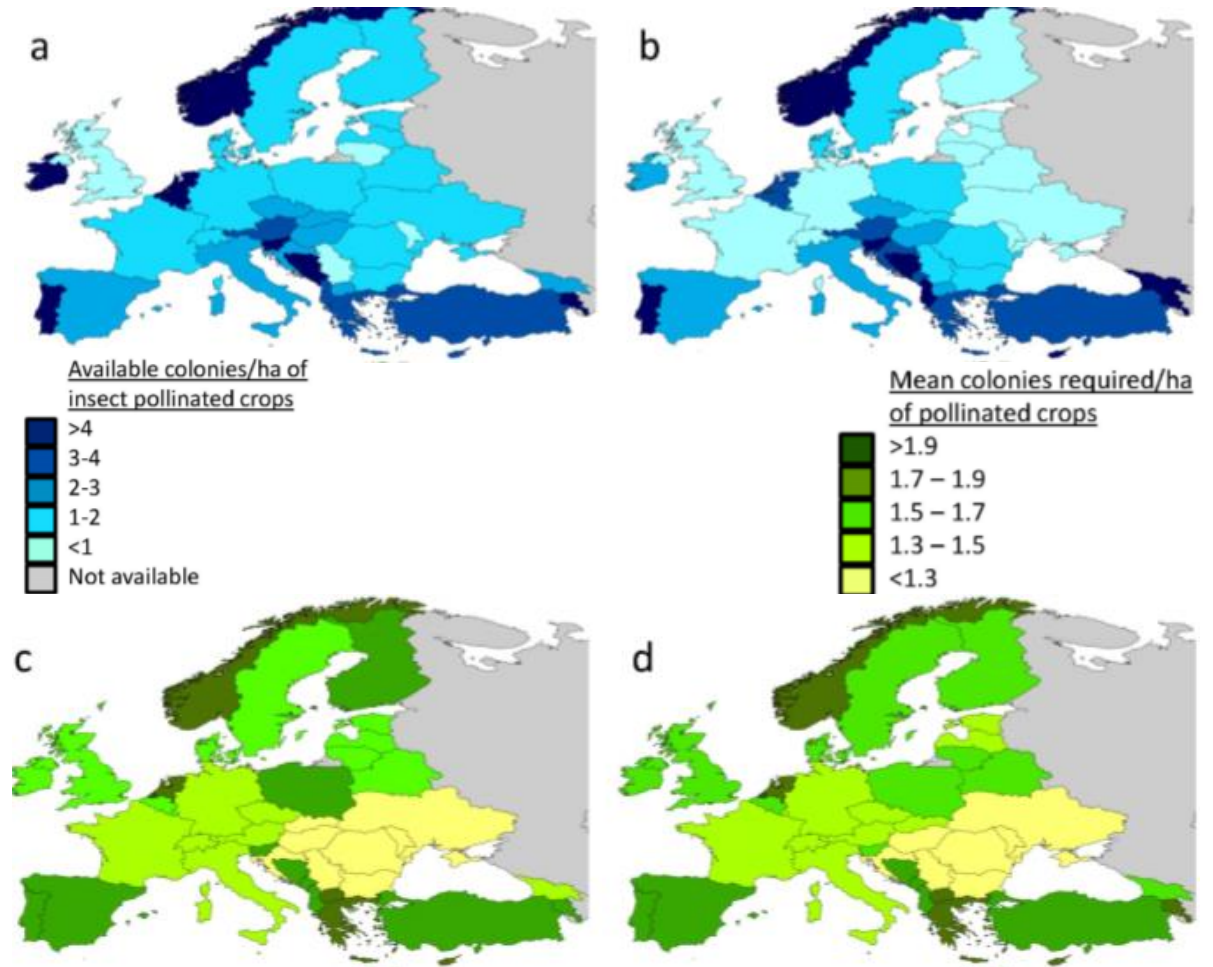 a
b
Available colonies/ha of
insect pollinated crops
>4
3-4
2-3
1-2
<1
Not available
Mean colonies required/ha
of pollinated crops
>1.9
1.7 – 1.9
1.5 – 1.7
1.3 – 1.5
<1.3
c
d